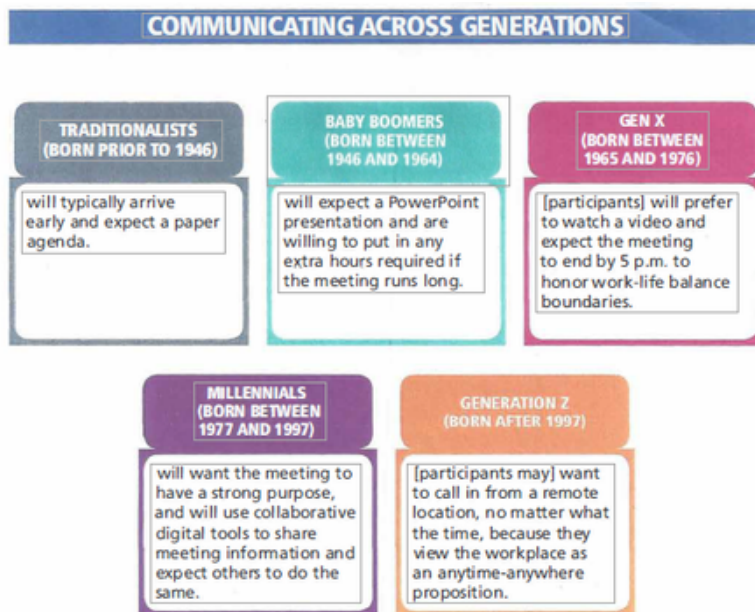 COMMUNICATING ACROSS GENERATIONS
TRADITIONALISTS
(BORN PRIOR TO 1946)
will typically arrive
early and expect a paper
agenda.
BABY BOOMERS
(BORN BETWEEN
1946 AND 1964)
will expect a PowerPoint
presentation and are
willing to put in any
extra hours required if
the meeting runs long.
GEN X
(BORN BETWEEN
1965 AND 1976)
[participants] will prefer
to watch a video and
expect the meeting
to end by 5 p.m. to
honor work-life balance
boundaries.
MILLENNIALS
(BORN BETWEEN
1977 AND 1997)
will want the meeting to
have a strong purpose,
and will use collaborative
digital tools to share
meeting information and
expect others to do the
same.
GENERATION Z
(BORN AFTER 1997)
[participants may] want
to call in from a remote
location, no matter what
the time, because they
view the workplace as
an anytime-anywhere
proposition.